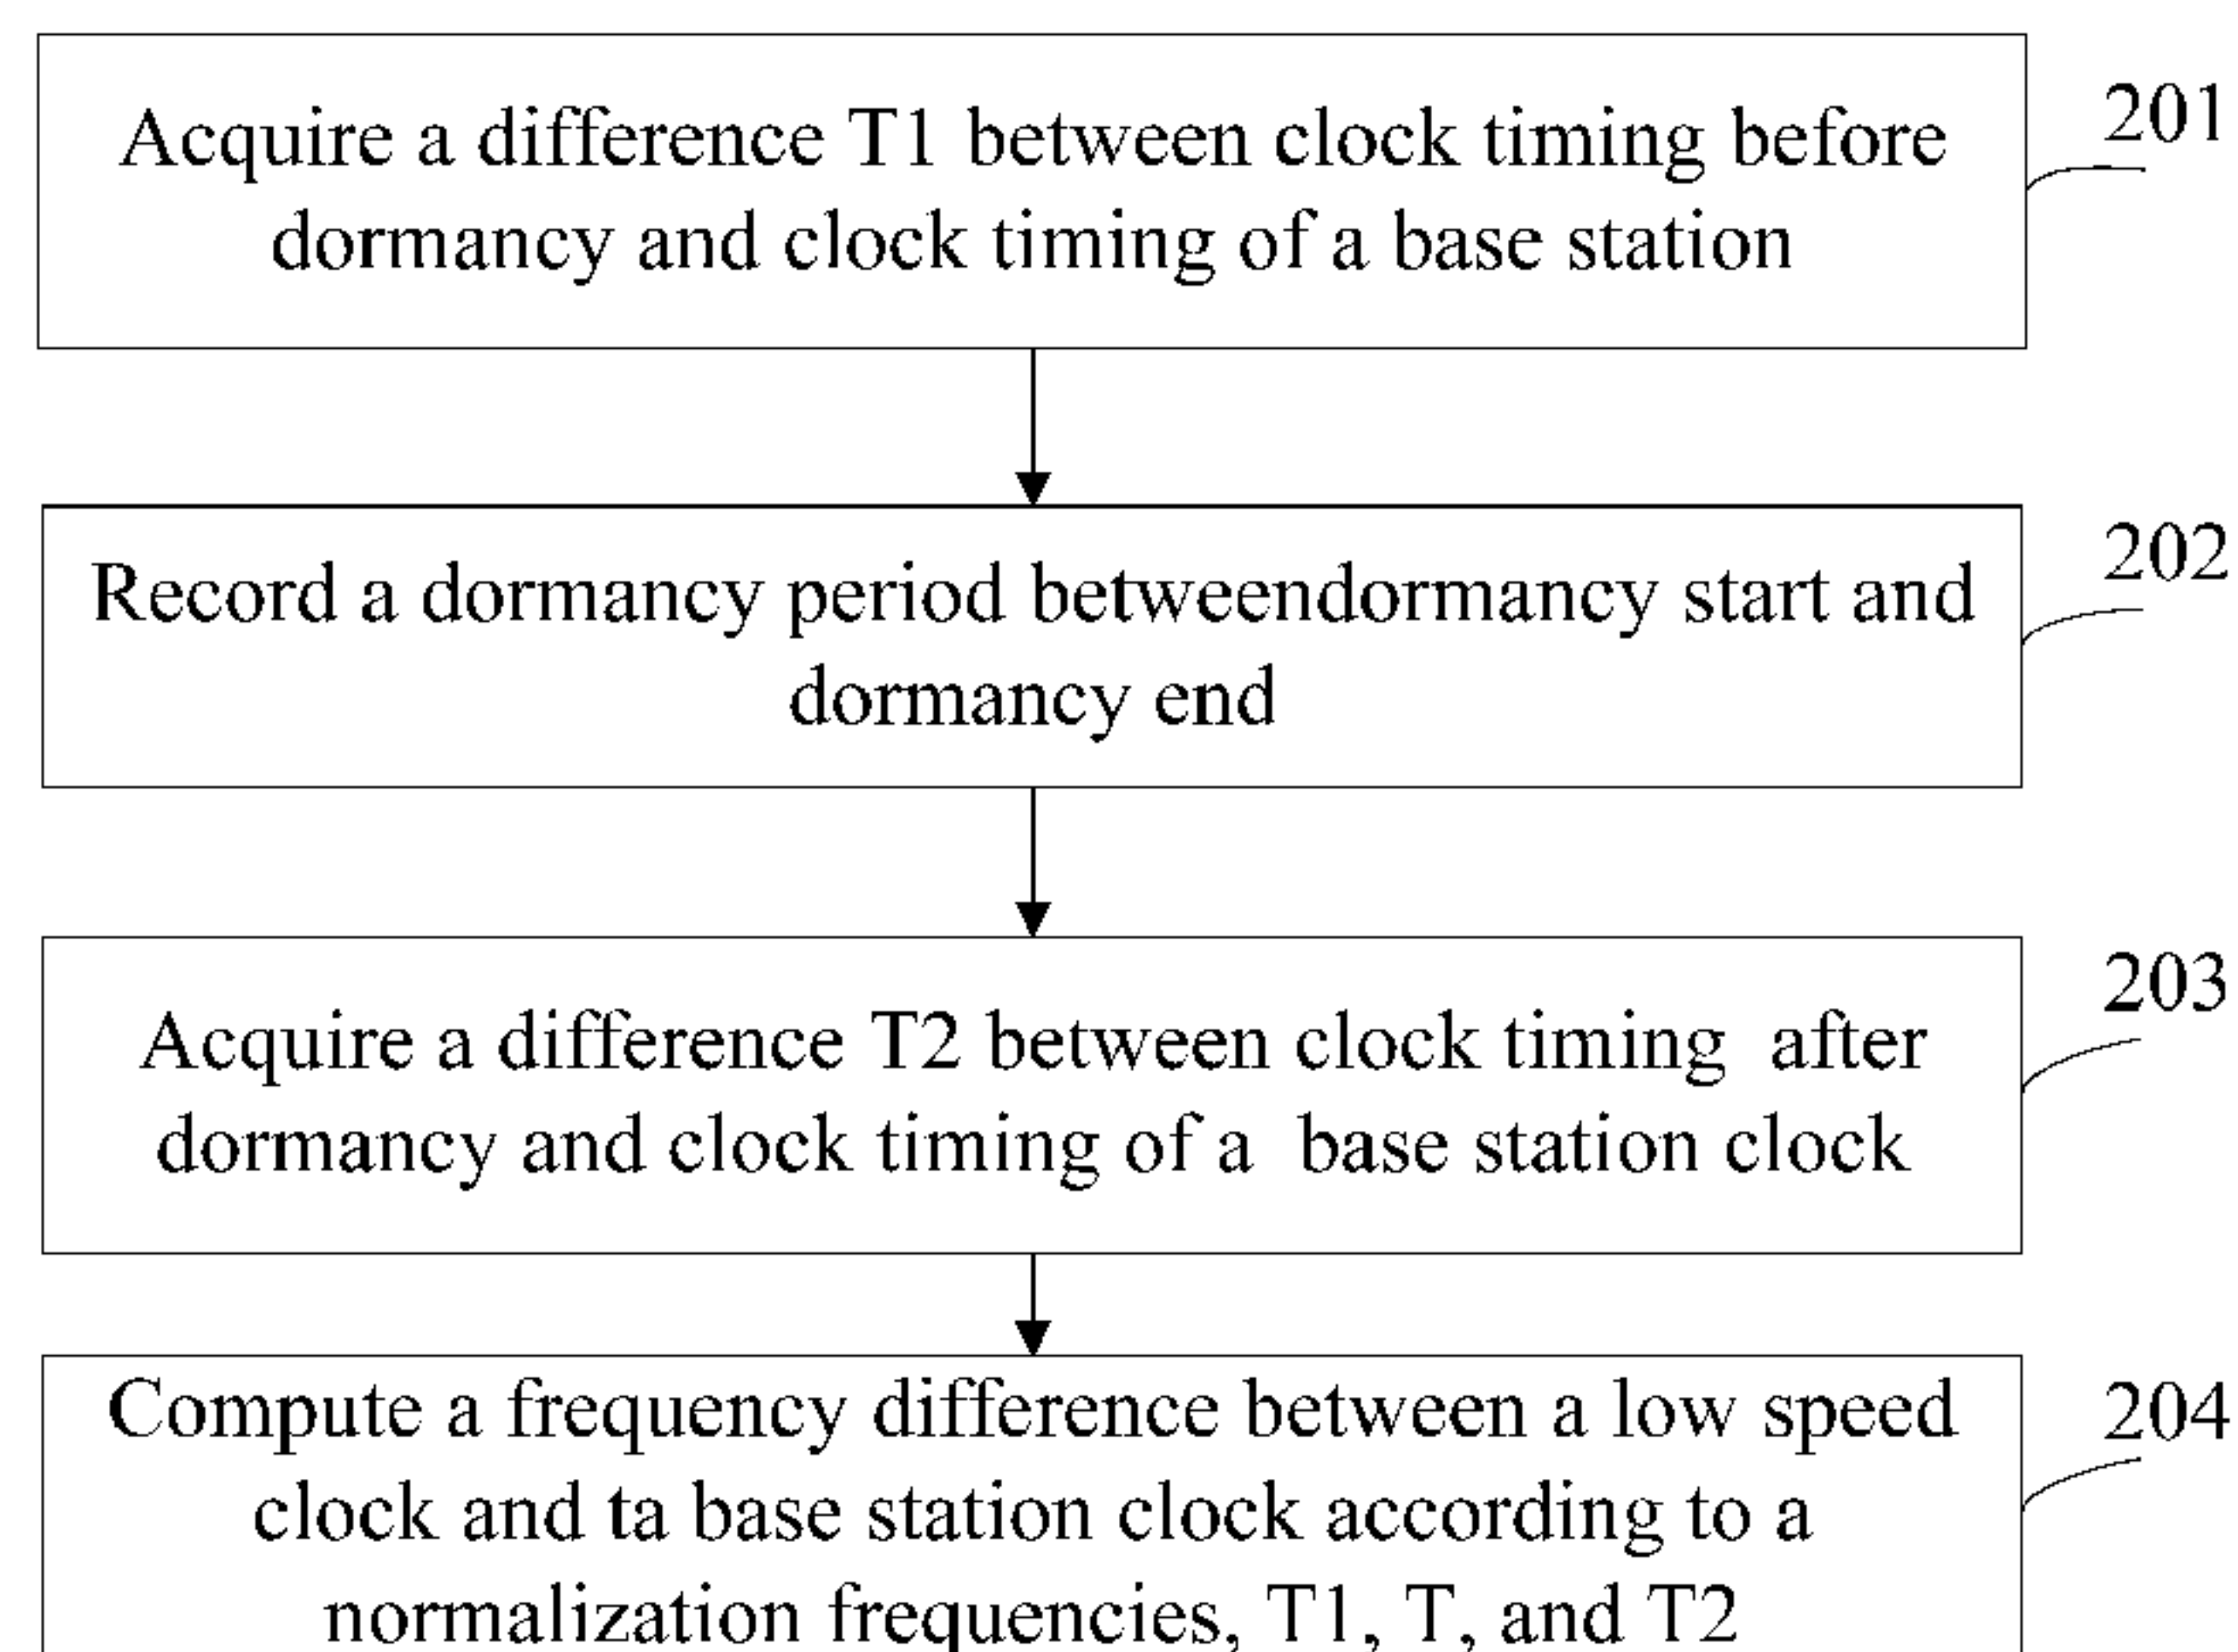 Acquire a difference T1 between clock timing before
dormancy and clock timing of a base station
201
Record a dormancy period betweendormancy start and
dormancy end
202
Acquire a difference T2 between clock timing after
dormancy and clock timing of a base station clock
203
Compute a frequency difference between a low speed
clock and ta base station clock according to a
normalization frequencies, T1, T, and T2
204